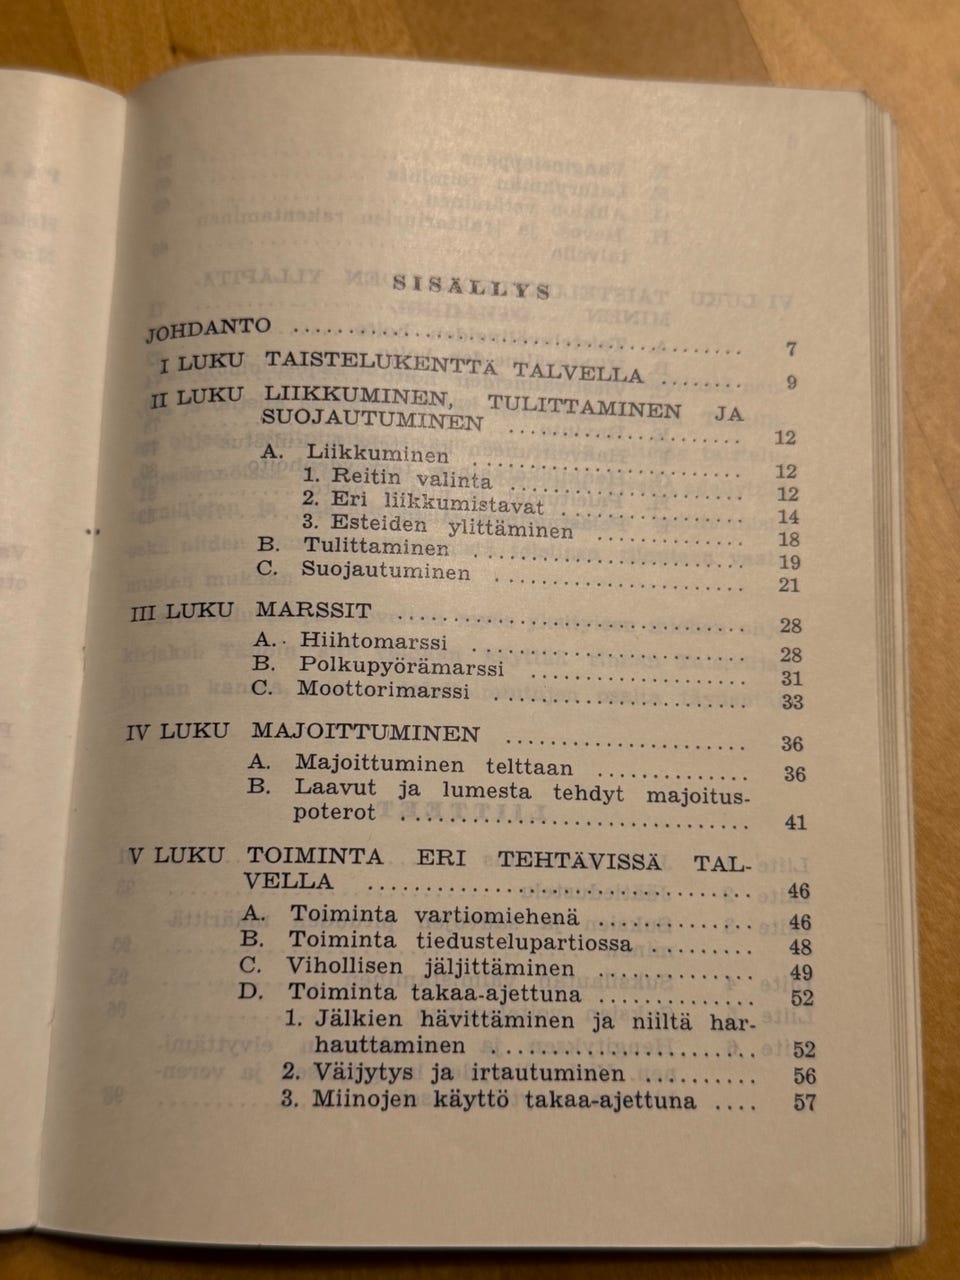 SISÄLLYS
JOHDANTO .......... 7
I LUKU TAISTELUKENTTÄ TALVELLA ........ 9
II LUKU LIIKKUMINEN, TULITTAMINEN JA
SUOJAUTUMINEN .......... 12
A. Liikkuminen .......... 12
1. Reitin valinta .......... 12
2. Eri liikkumistavat .......... 14
3. Esteiden ylittäminen .......... 18
B. Tulittaminen .......... 19
C. Suojautuminen .......... 21
III LUKU MARSSIT .......... 28
A. Hiihtomarssi .......... 28
B. Polkupyörämarssi .......... 31
C. Moottorimarssi .......... 33
IV LUKU MAJOITTUMINEN .......... 36
A. Majoittuminen telttaan .......... 36
B. Laavut ja lumesta tehdyt majoitus-
poterot .......... 41
V LUKU TOIMINTA ERI TEHTÄVISSÄ TAL-
VELLA .......... 46
A. Toiminta vartiomiehenä .......... 46
B. Toiminta tiedustelupartiossa ......... 48
C. Vihollisen jäljittäminen .......... 49
D. Toiminta takaa-ajettuna .......... 52
1. Jälkien hävittäminen ja niiltä har-
hauttaminen .......... 52
2. Väijytys ja irtautuminen .......... 56
3. Miinojen käyttö takaa-ajettuna .... 57